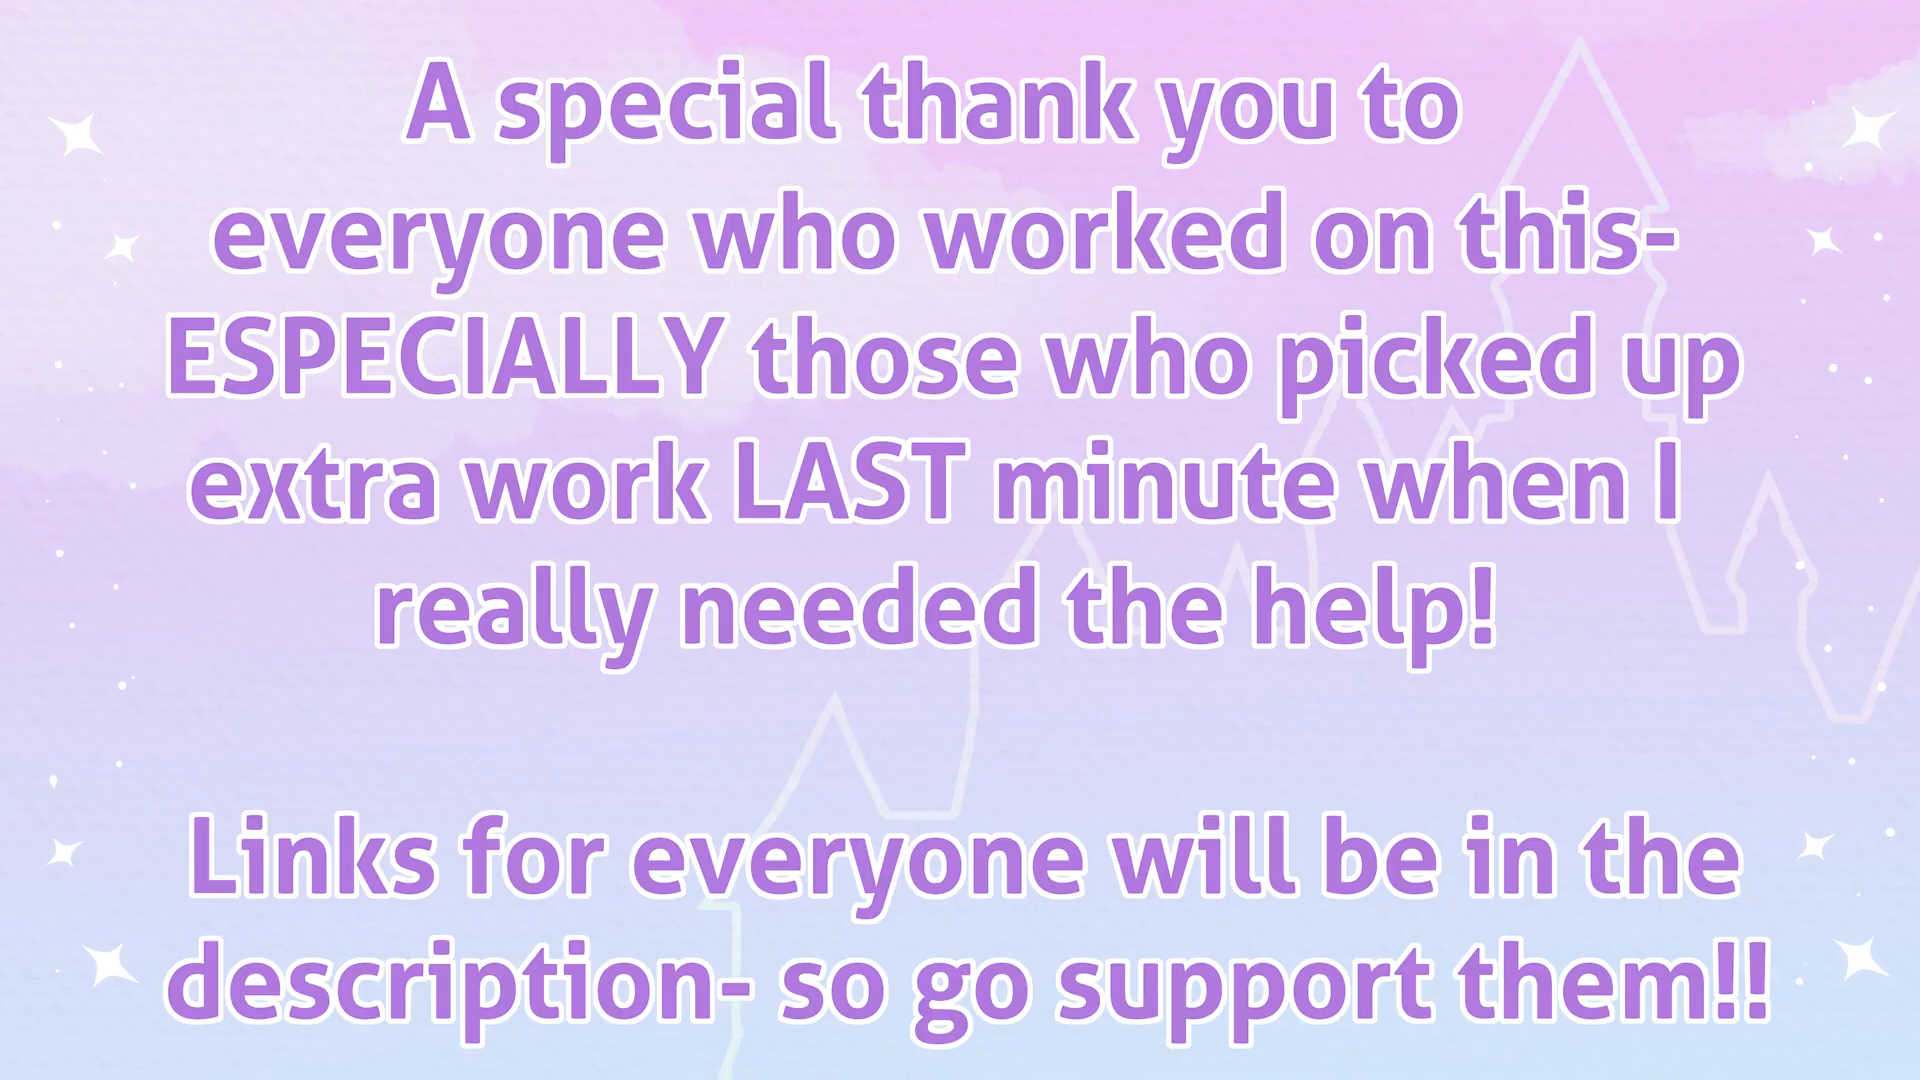 A special thank you to
everyone who worked on this-
ESPECIALLY those who picked up
extra work LAST minute when I
really needed the help!
Links for everyone will be in the
description- so go support them!!